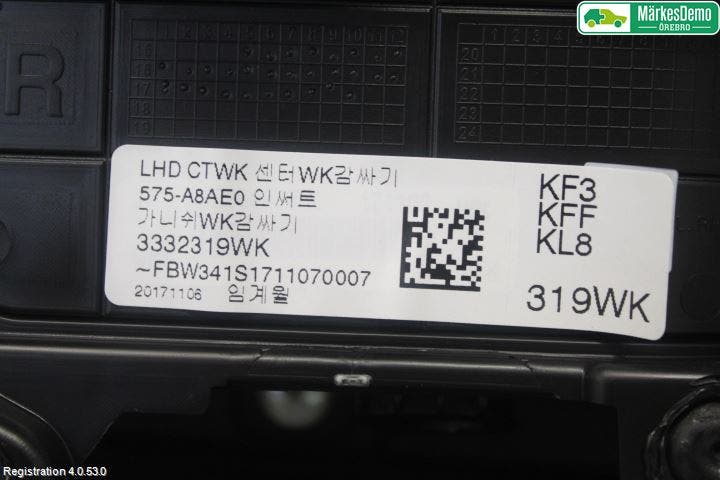 MärkesDemo
ÖREBRO
R
LHD CTWK 센터WK감싸기
575-A8AE0 인써트
가니쉬WK감싸기
3332319WK
~FBW341S1711070007
20171106 임계월
KF3
KFF
KL8
319WK
Registration 4.0.53.0